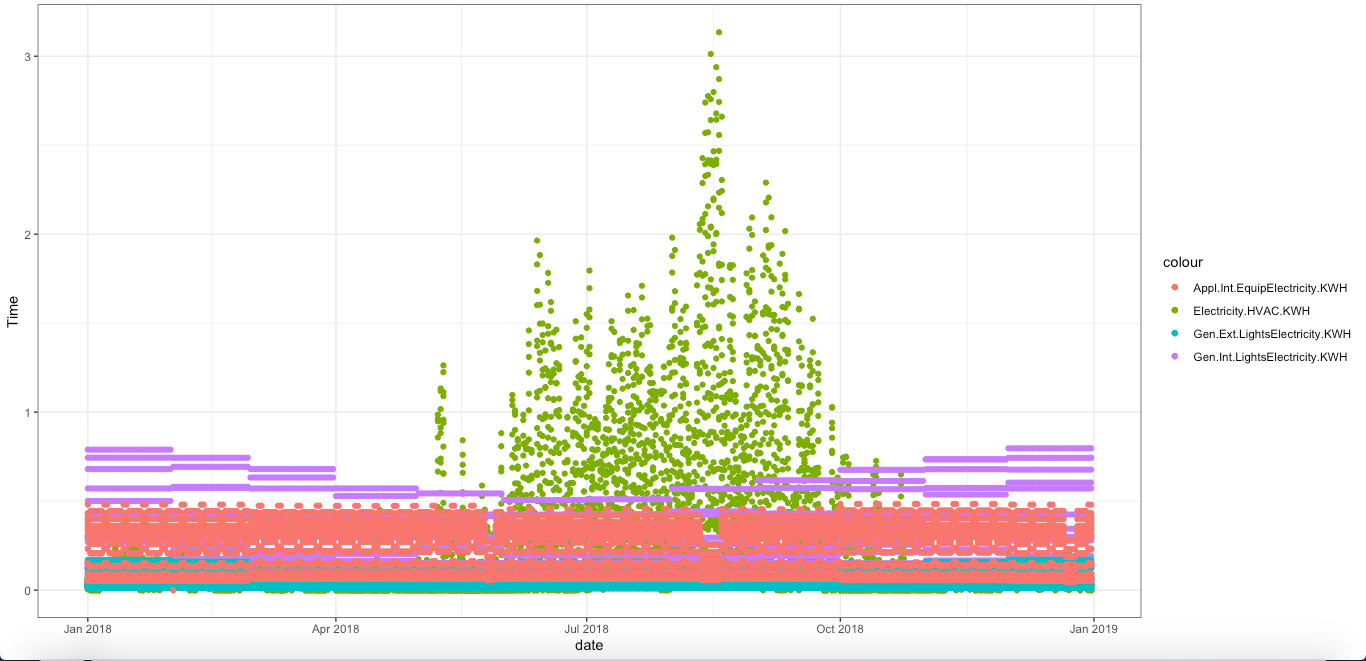 3
2
1
0
Time
Jan 2018
Apr 2018
Jul 2018
Oct 2018
Jan 2019
date
colour
Appl.Int.EquipElectricity.KWH
Electricity.HVAC.KWH
Gen.Ext.LightsElectricity.KWH
Gen.Int.LightsElectricity.KWH